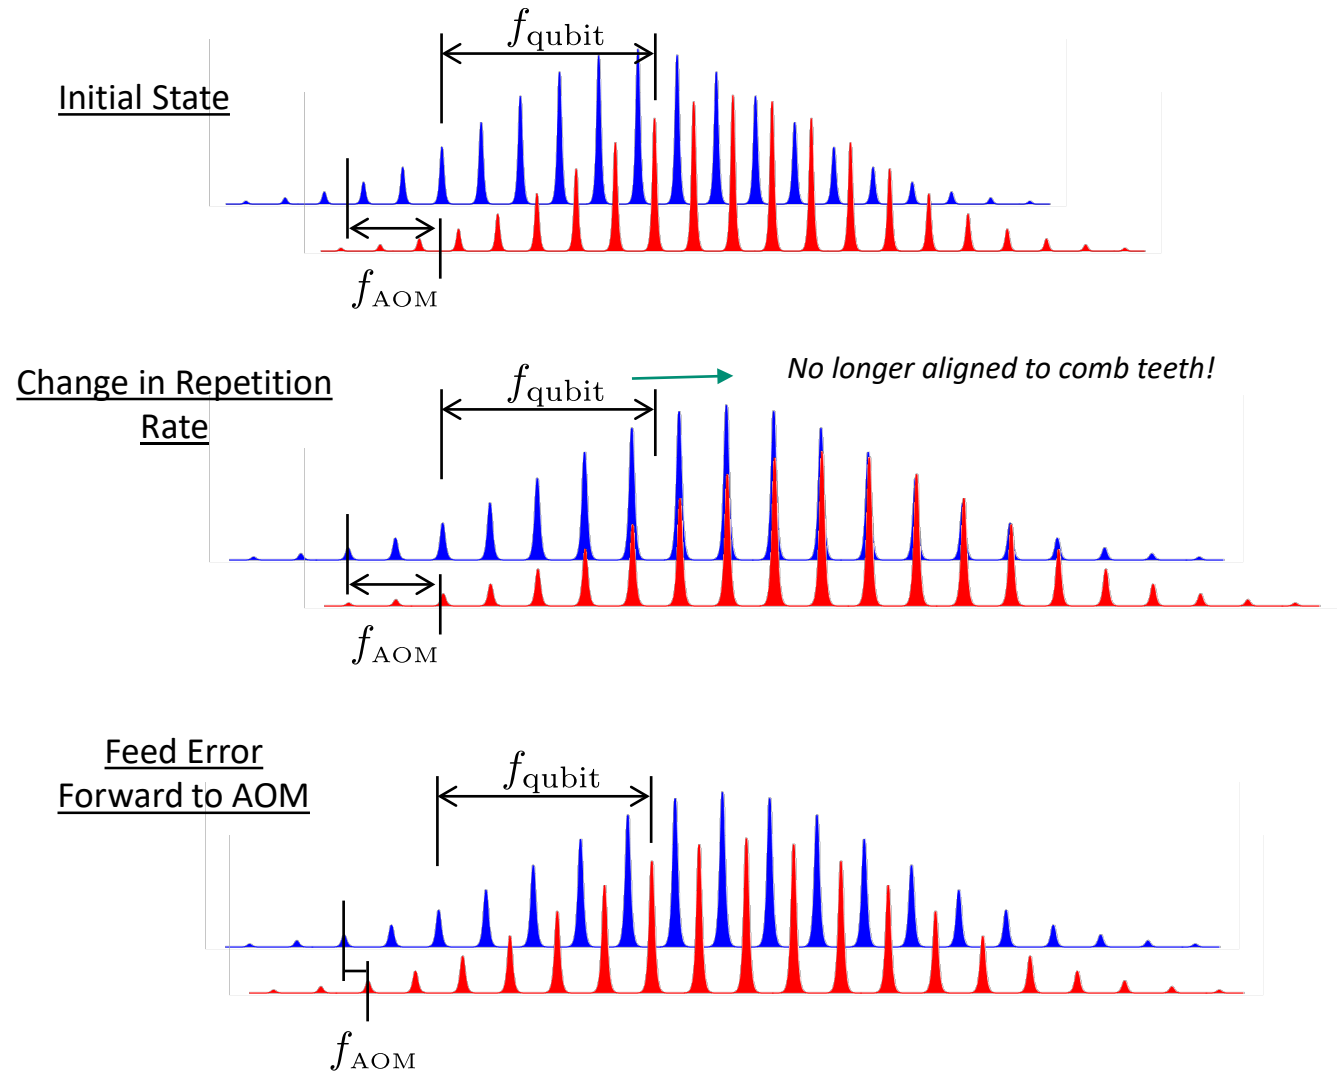 f_qubit
Initial State
f_AOM
No longer aligned to comb teeth!
Change in Repetition
Rate
f_qubit
f_AOM
Feed Error
Forward to AOM
f_qubit
f_AOM